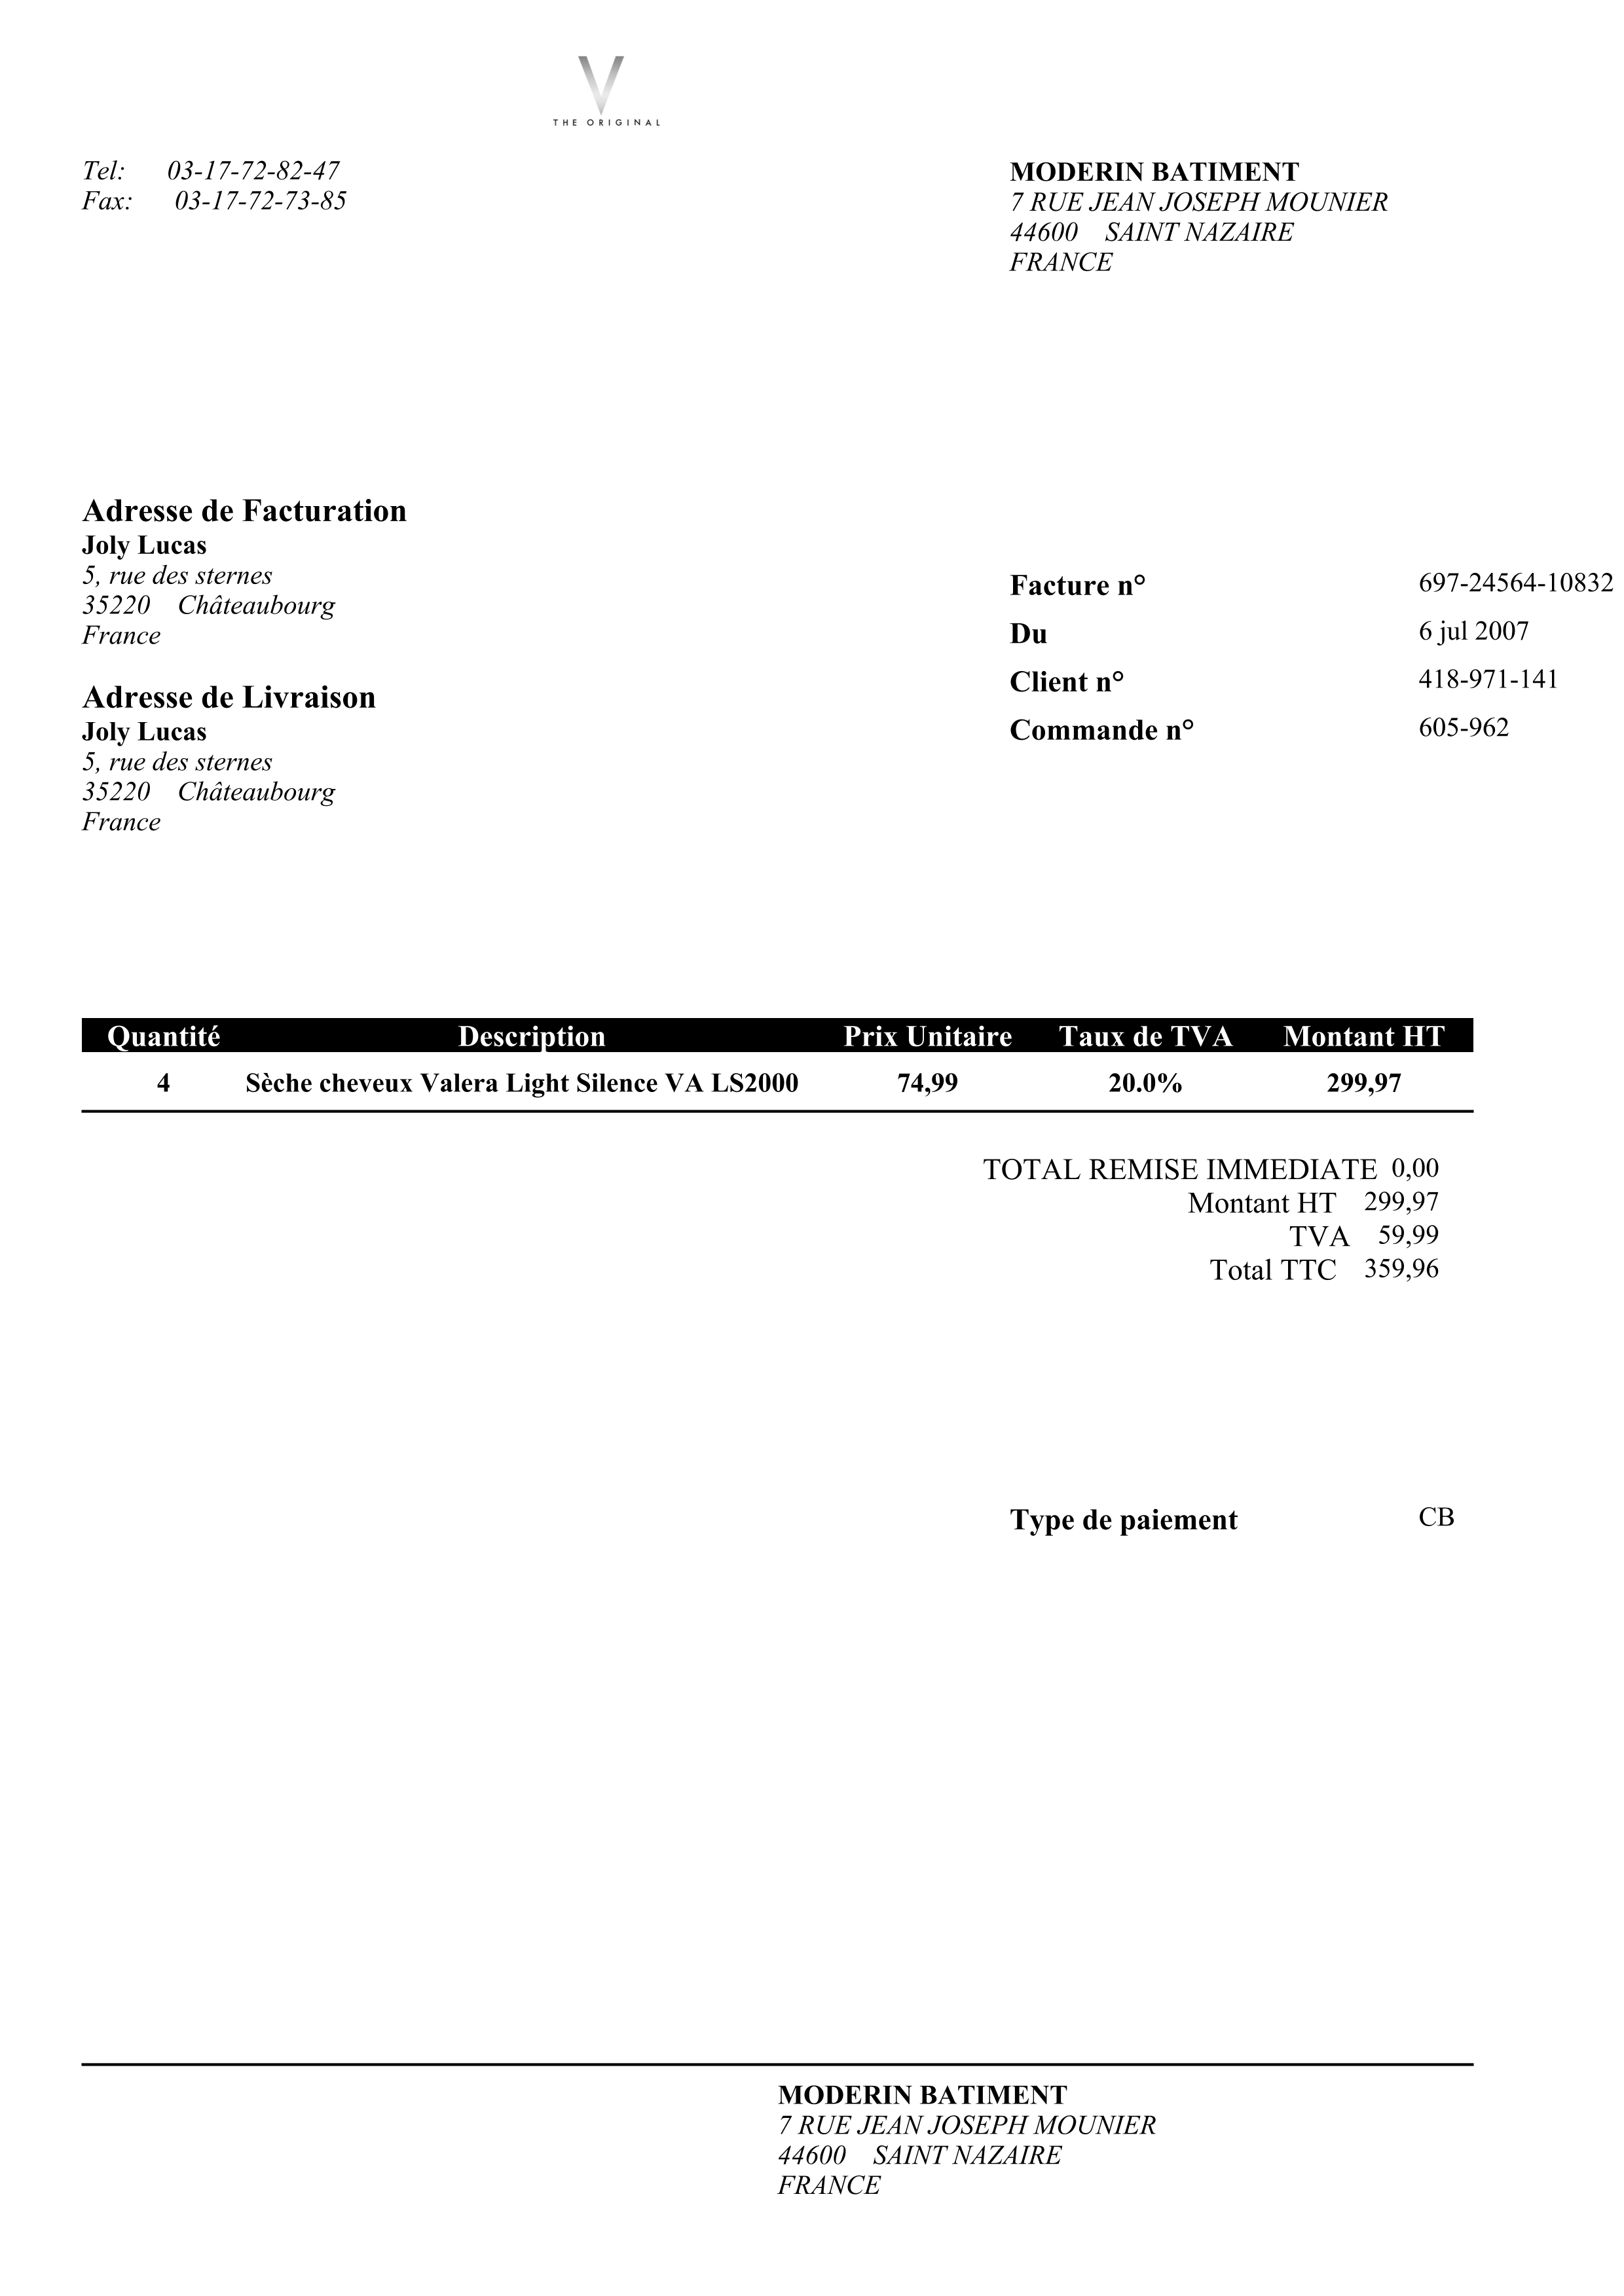 V
THE ORIGINAL
Tel: 03-17-72-82-47
Fax: 03-17-72-73-85
MODERIN BATIMENT
7 RUE JEAN JOSEPH MOUNIER
44600 SAINT NAZAIRE
FRANCE
Adresse de Facturation
Joly Lucas
5, rue des sternes
35220 Châteaubourg
France
Adresse de Livraison
Joly Lucas
5, rue des sternes
35220 Châteaubourg
France
Facture n° 697-24564-10832
Du 6 jul 2007
Client n° 418-971-141
Commande n° 605-962
Quantité Description Prix Unitaire Taux de TVA Montant HT
4 Sèche cheveux Valera Light Silence VA LS2000 74,99 20.0% 299,97
TOTAL REMISE IMMEDIATE 0,00
Montant HT 299,97
TVA 59,99
Total TTC 359,96
Type de paiement CB
MODERIN BATIMENT
7 RUE JEAN JOSEPH MOUNIER
44600 SAINT NAZAIRE
FRANCE